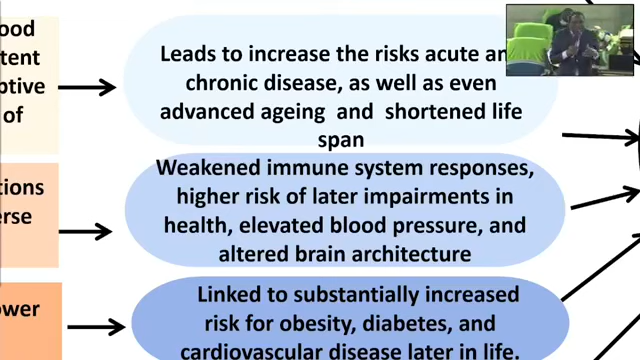 ood
tent
ptive
of
Leads to increase the risks acute an
chronic disease, as well as even
advanced ageing and shortened life
span
tions
erse
Weakened immune system responses,
higher risk of later impairments in
health, elevated blood pressure, and
altered brain architecture
ower
Linked to substantially increased
risk for obesity, diabetes, and
cardiovascular disease later in life.